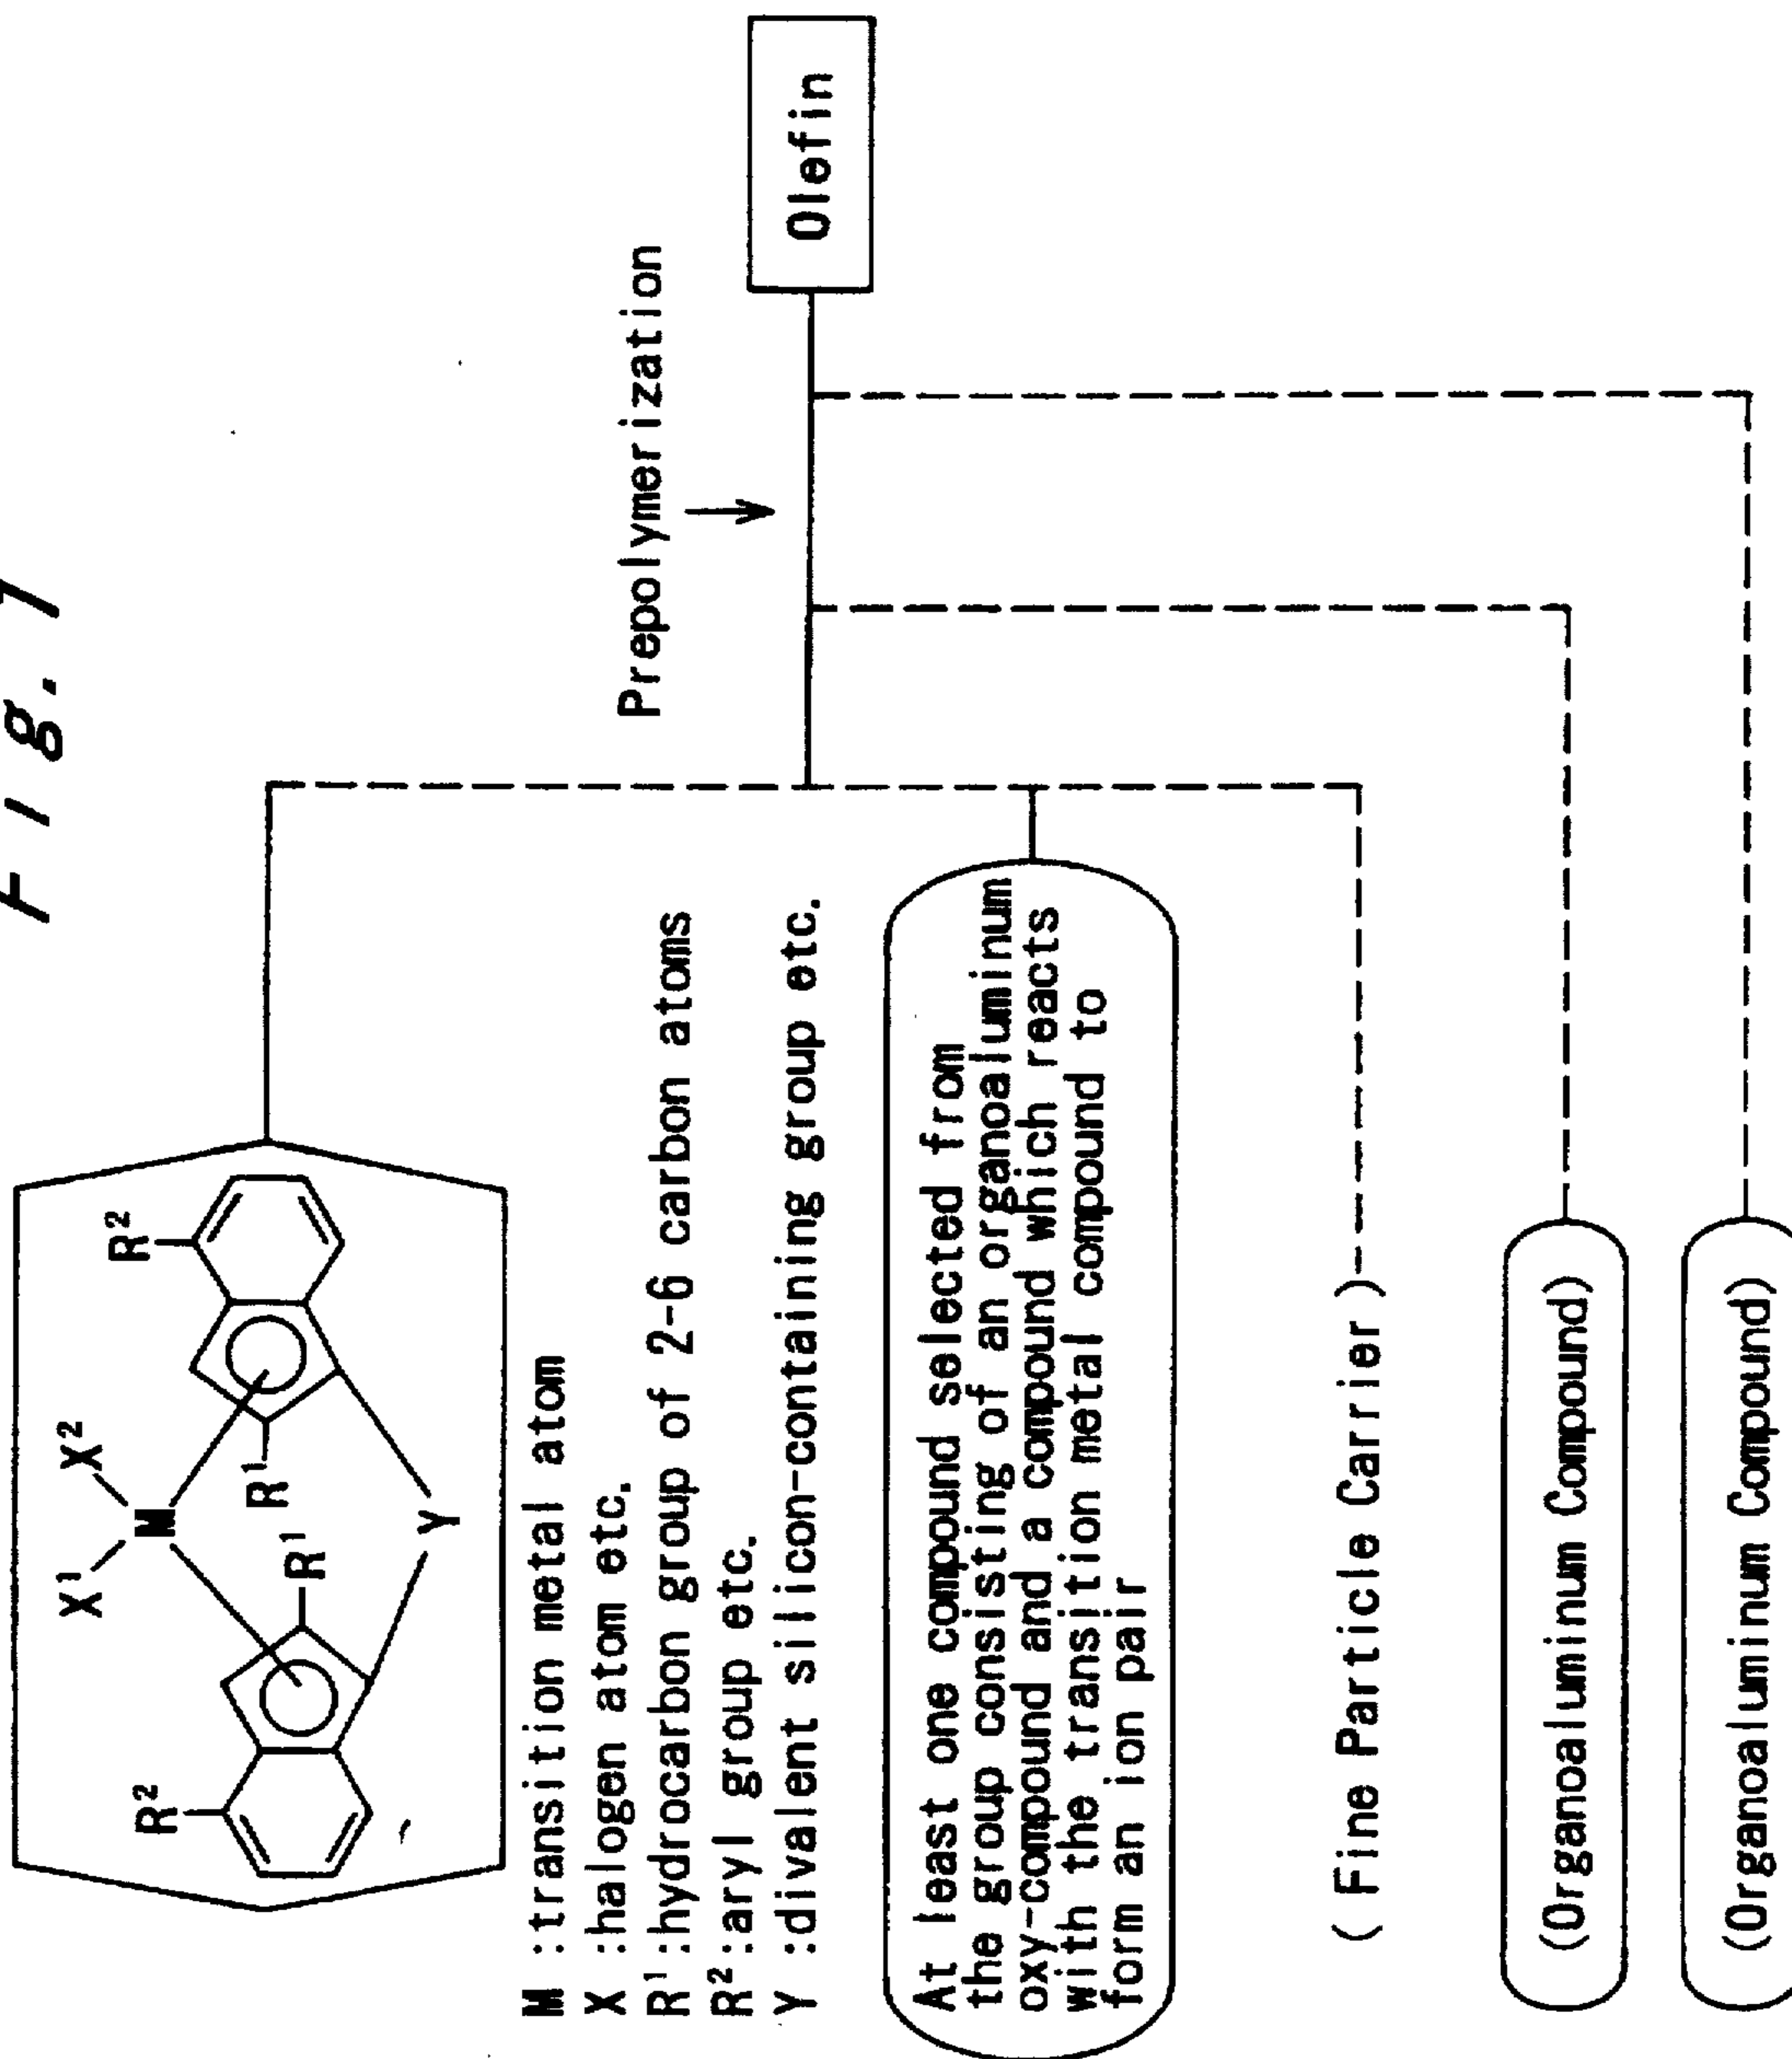 Fig. 1
X¹ X²
M
R² R¹ R¹ R²
Y
M :transition metal atom
X :halogen atom etc.
R¹:hydrocarbon group of 2-6 carbon atoms
R²:aryl group etc.
Y :divalent silicon-containing group etc.
At least one compound selected from
the group consisting of an organoaluminum
oxy-compound and a compound which reacts
with the transition metal compound to
form an ion pair
(Fine Particle Carrier)
(Organoaluminum Compound)
(Organoaluminum Compound)
Prepolymerization
Olefin